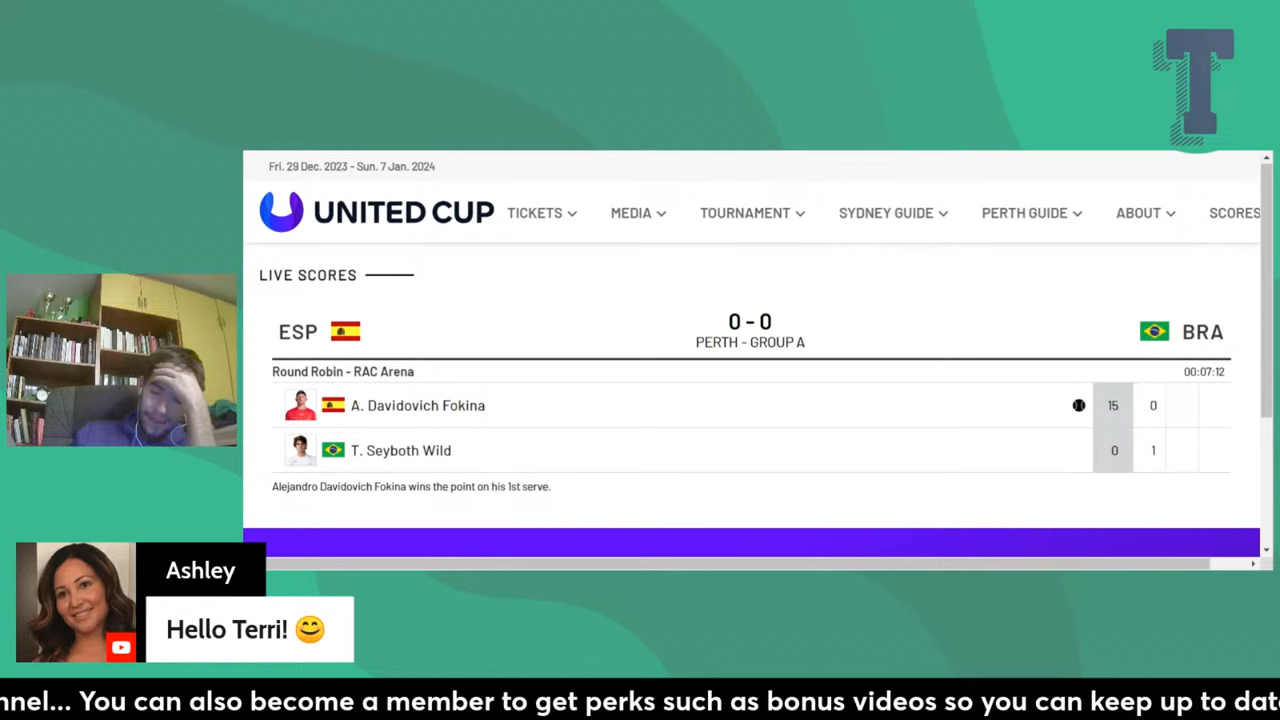 T
Fri. 29 Dec. 2023 - Sun. 7 Jan. 2024
UNITED CUP TICKETS MEDIA TOURNAMENT SYDNEY GUIDE PERTH GUIDE ABOUT SCORES
LIVE SCORES
ESP 0 - 0 BRA
PERTH - GROUP A
Round Robin - RAC Arena 00:07:12
A. Davidovich Fokina 15 0
T. Seyboth Wild 0 1
Alejandro Davidovich Fokina wins the point on his 1st serve.
Ashley
Hello Terri! 😊
nnel... You can also become a member to get perks such as bonus videos so you can keep up to dat